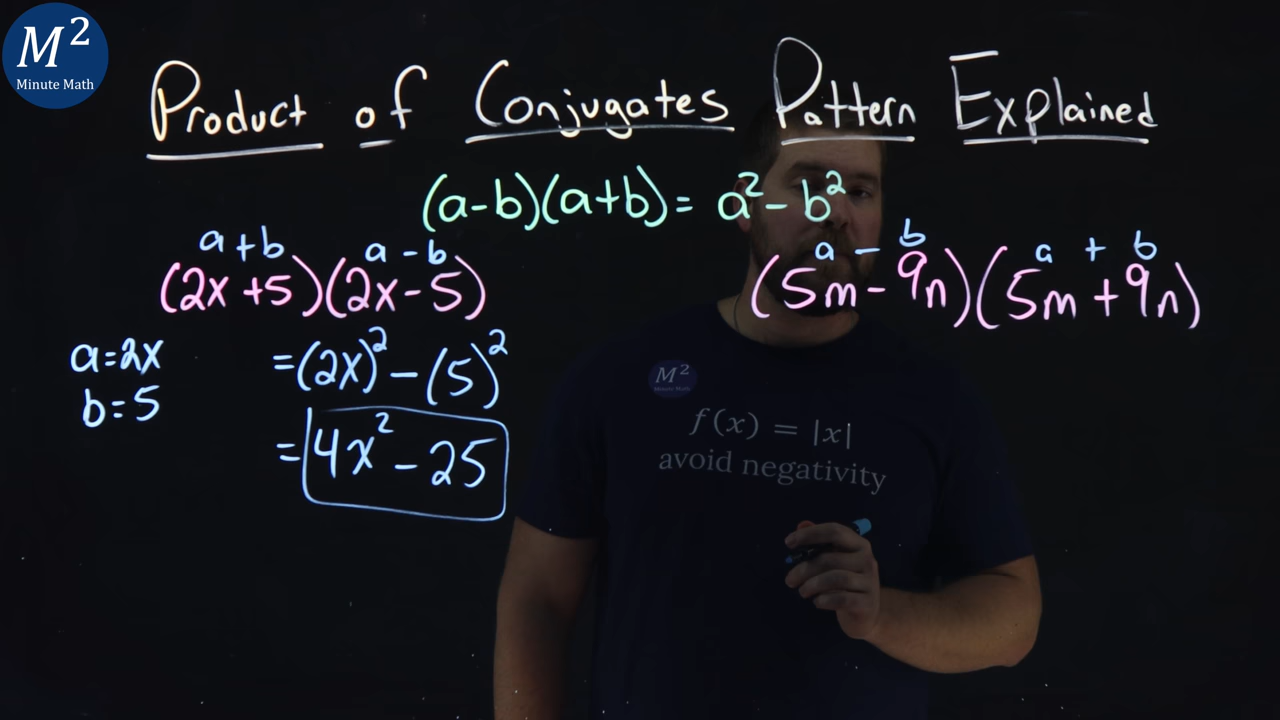 M²
Minute Math
Product of Conjugates Pattern Explained
(a-b)(a+b) = a² - b²
a + b a - b
(2x + 5)(2x - 5)
a = 2x
b = 5
= (2x)² - (5)²
= 4x² - 25
a - b a + b
(5m - 9n)(5m + 9n)
M²
Minute Math
f(x) = |x|
avoid negativity